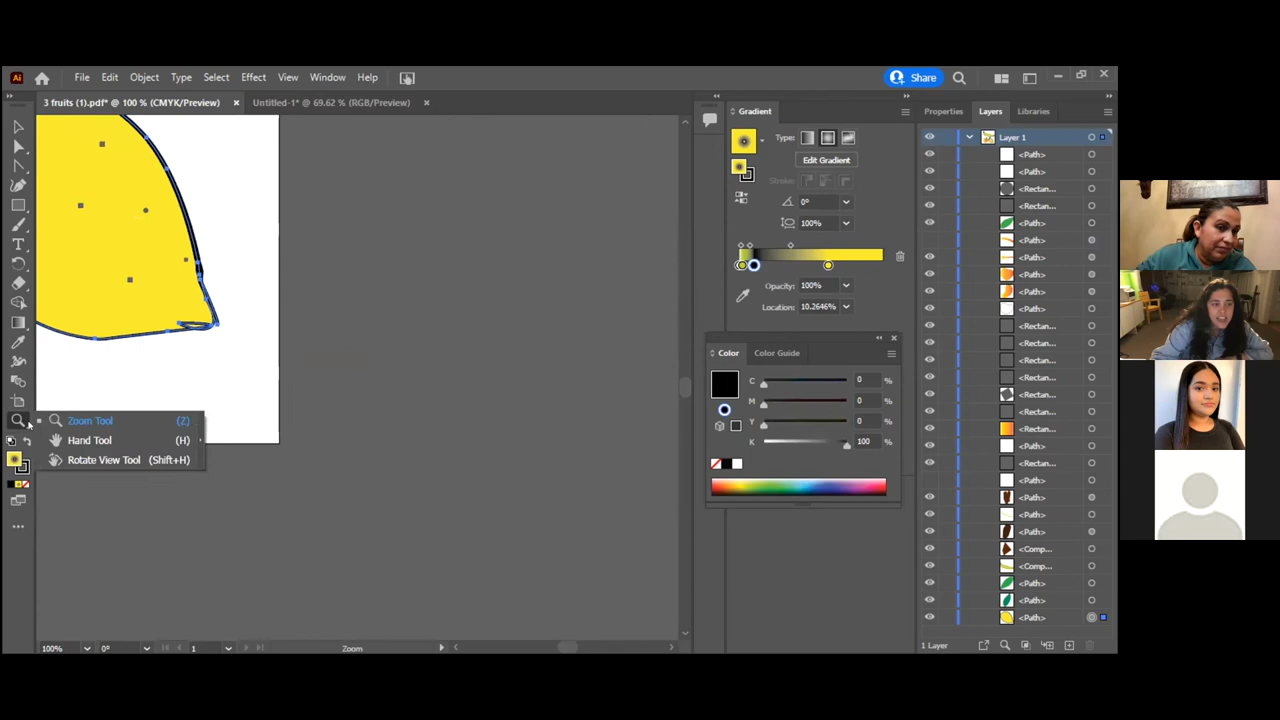 Ai File Edit Object Type Select Effect View Window Help Share
3 fruits (1).pdf* @ 100 % (CMYK/Preview) × Untitled-1* @ 69.62 % (RGB/Preview) ×
Gradient
Type:
Edit Gradient
Stroke:
0°
100%
Opacity: 100%
Location: 10.2646%
Color Color Guide
C 0 %
M 0 %
Y 0 %
K 100 %
Properties Layers Libraries
Layer 1
<Path>
<Path>
<Rectan...
<Rectan...
<Path>
<Path>
<Path>
<Path>
<Path>
<Path>
<Rectan...
<Rectan...
<Rectan...
<Rectan...
<Rectan...
<Rectan...
<Rectan...
<Path>
<Rectan...
<Path>
<Path>
<Path>
<Path>
<Comp...
<Comp...
<Path>
<Path>
<Path>
1 Layer
Zoom Tool (Z)
Hand Tool (H)
Rotate View Tool (Shift+H)
100% 0° 1 Zoom